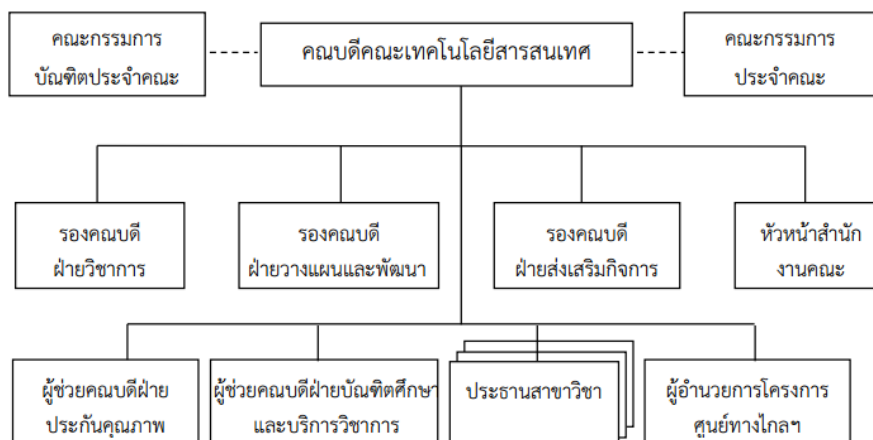 คณะกรรมการ
บัณฑิตประจำคณะ
คณบดีคณะเทคโนโลยีสารสนเทศ
คณะกรรมการ
ประจำคณะ
รองคณบดี
ฝ่ายวิชาการ
รองคณบดี
ฝ่ายวางแผนและพัฒนา
รองคณบดี
ฝ่ายส่งเสริมกิจการ
หัวหน้าสำนัก
งานคณะ
ผู้ช่วยคณบดีฝ่าย
ประกันคุณภาพ
ผู้ช่วยคณบดีฝ่ายบัณฑิตศึกษา
และบริการวิชาการ
ประธานสาขาวิชา
ผู้อำนวยการโครงการ
ศูนย์ทางไกลฯ